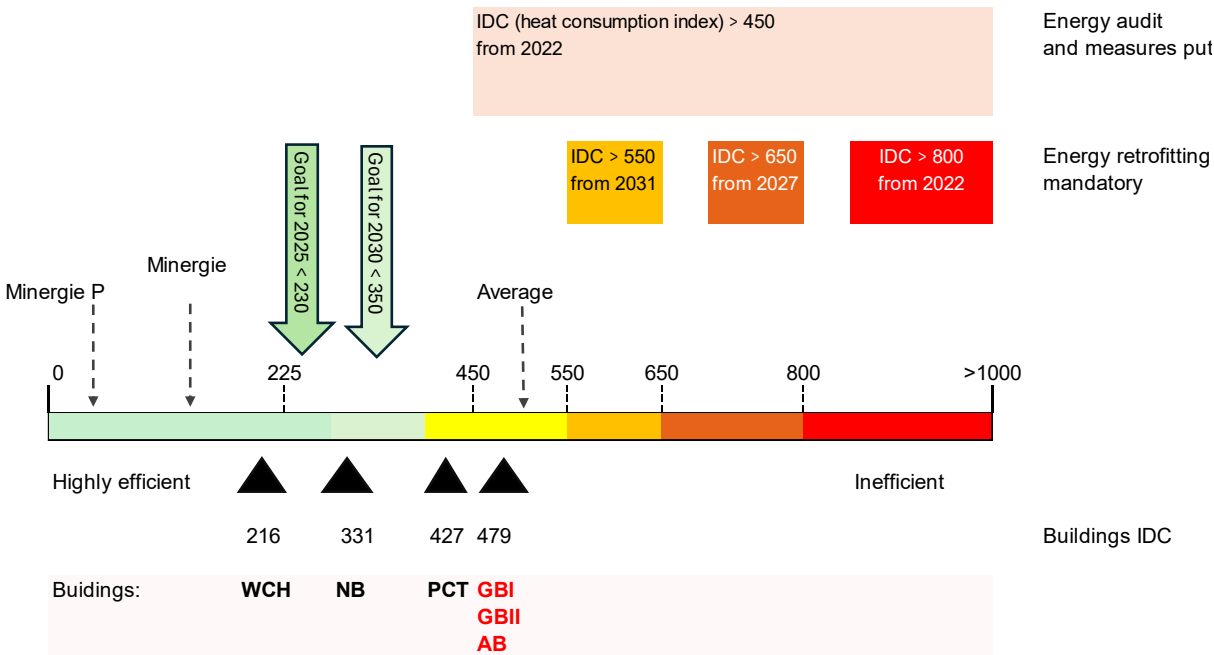 IDC (heat consumption index) > 450
from 2022
Energy audit
and measures put
IDC > 550
from 2031
IDC > 650
from 2027
IDC > 800
from 2022
Energy retrofitting
mandatory
Goal for 2025 < 230
Goal for 2030 < 350
Minergie P
Minergie
Average
0
225
450
550
650
800
>1000
Highly efficient
Inefficient
216
331
427
479
Buildings IDC
Buidings:
WCH
NB
PCT
GBI
GBII
AB